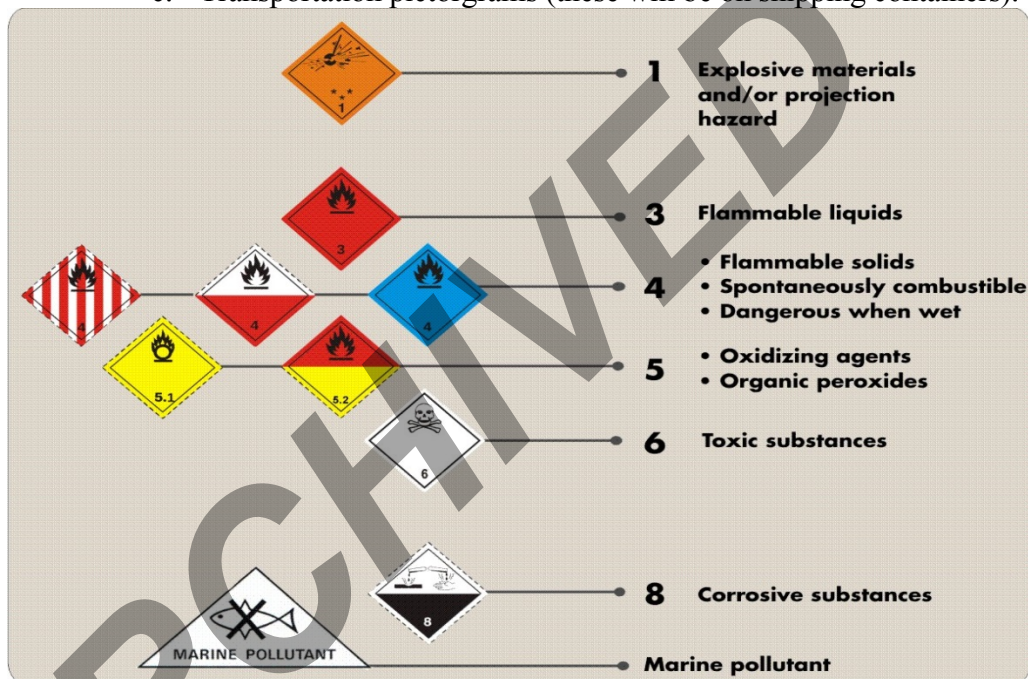 Transportation pictorgrams (these will be on shipping containers).
1
1
Explosive materials
and/or projection
hazard
3
3
Flammable liquids
4
4
4
4
• Flammable solids
• Spontaneously combustible
• Dangerous when wet
5.1
5.2
5
• Oxidizing agents
• Organic peroxides
6
6
Toxic substances
8
8
Corrosive substances
MARINE POLLUTANT
Marine pollutant
RCHIVED